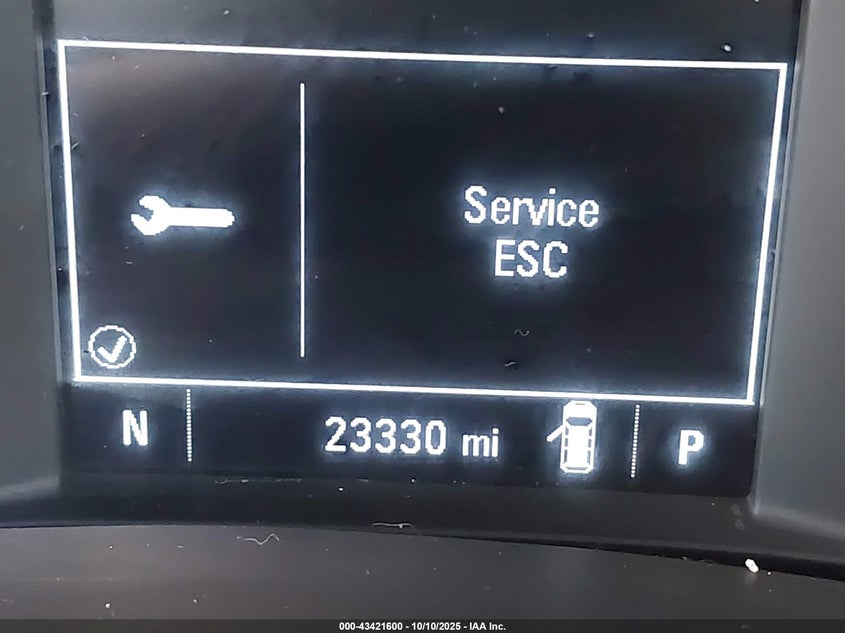 Service
ESC
N 23330 mi P
000-43421600 - 10/10/2025 - IAA Inc.